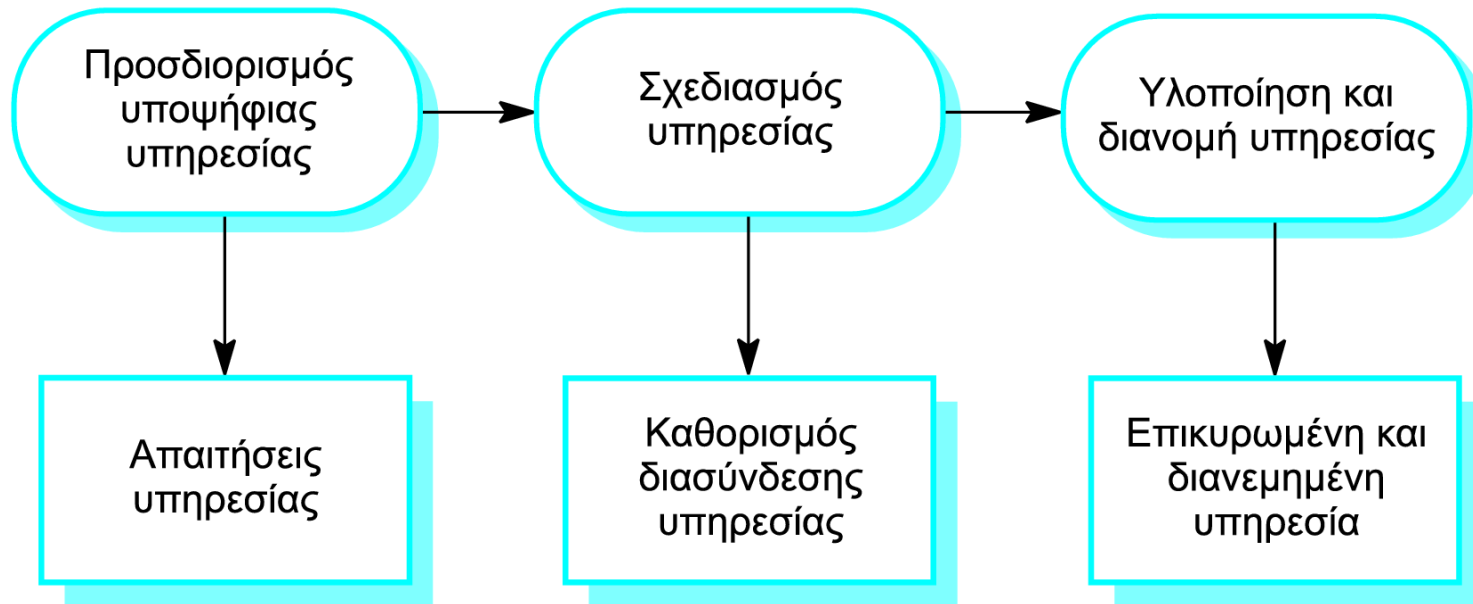 Προσδιορισμός
υποψήφιας
υπηρεσίας
Σχεδιασμός
υπηρεσίας
Υλοποίηση και
διανομή υπηρεσίας
Απαιτήσεις
υπηρεσίας
Καθορισμός
διασύνδεσης
υπηρεσίας
Επικυρωμένη και
διανεμημένη
υπηρεσία